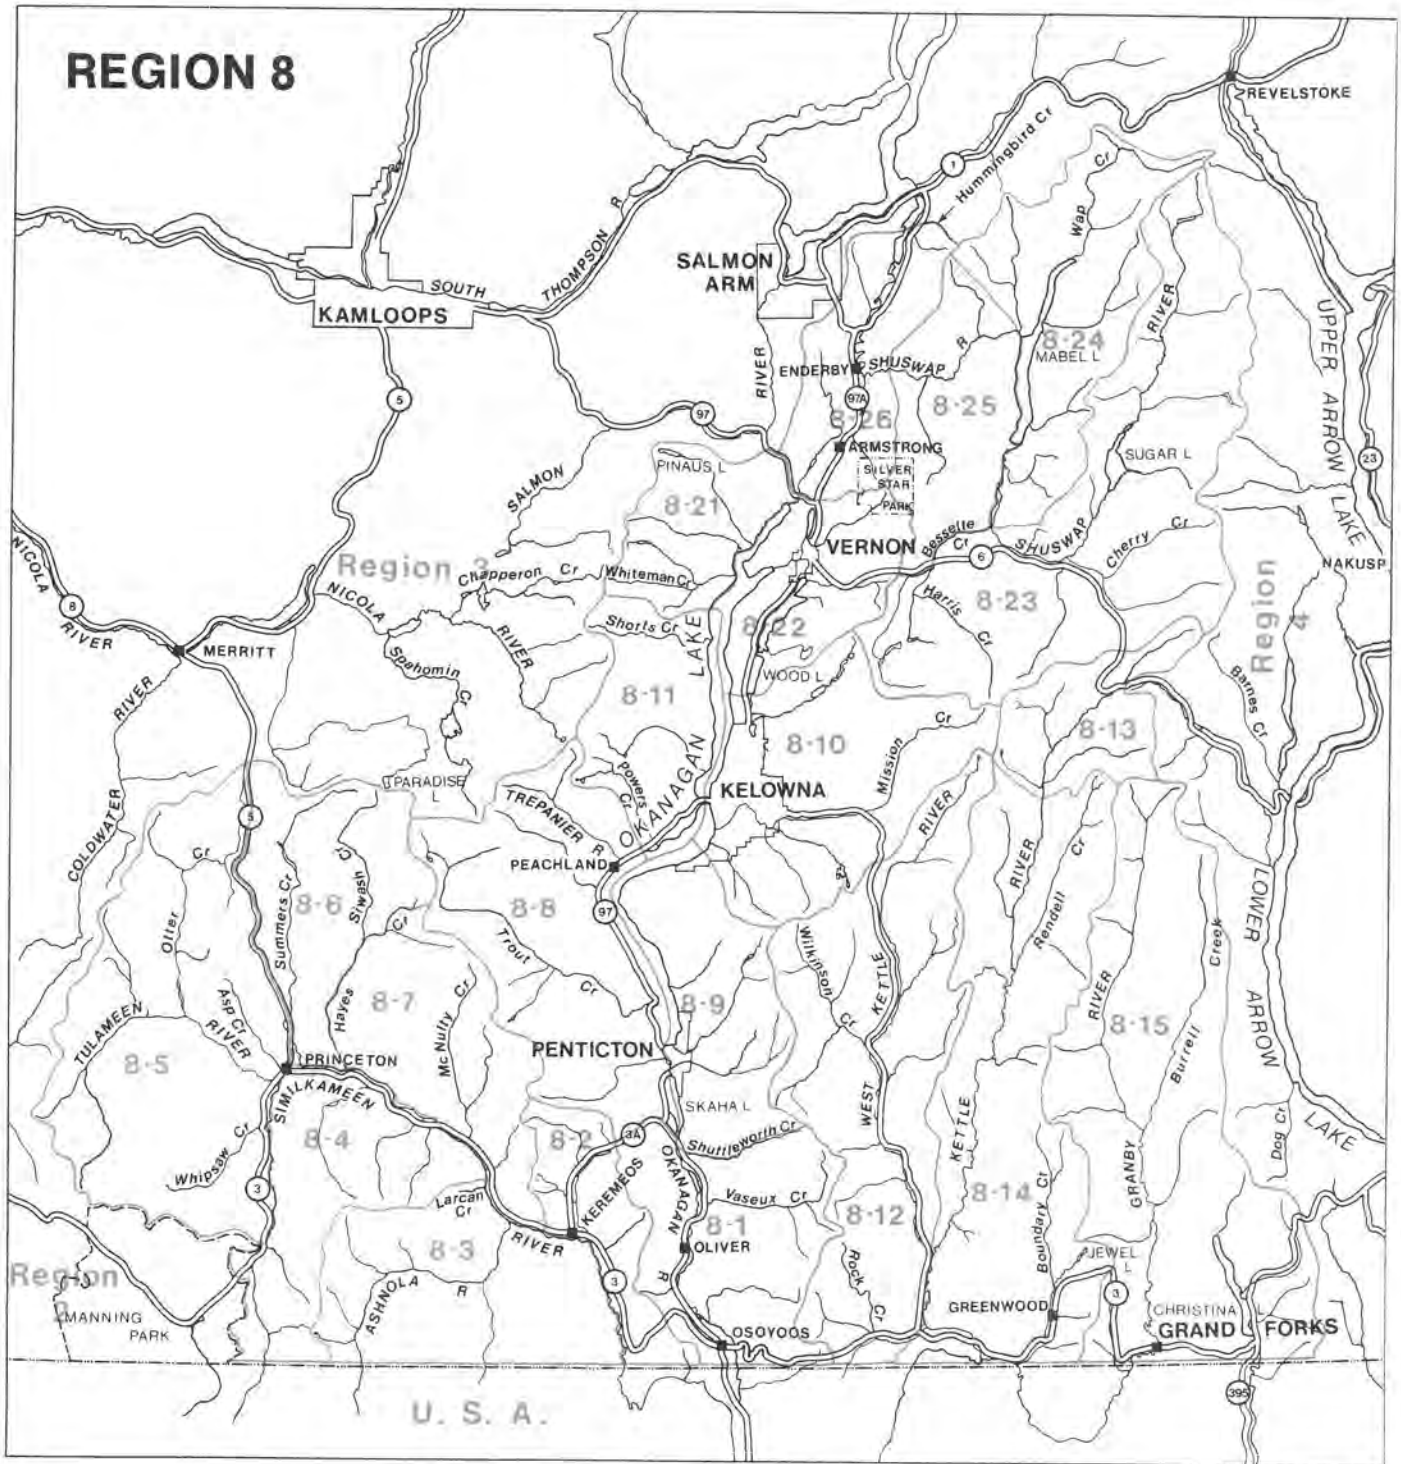 REGION 8
REVELSTOKE
1
Hummingbird Cr
Wap Cr
SALMON
ARM
SOUTH THOMPSON R
KAMLOOPS
RIVER
UPPER ARROW LAKE
8-24
MABEL L
RIVER
ENDERBY
SHUSWAP R
5
97
97A
8-26
8-25
ARMSTRONG
SILVER
STAR
PARK
SUGAR L
23
PINAUS L
SALMON
8-21
NICOLA RIVER
8
VERNON
Bessette
Cr
6
SHUSWAP
Cherry Cr
NAKUSP
Region 3
Chapperon Cr
Whiteman Cr
NICOLA RIVER
Shorts Cr
8-22
Harris Cr
8-23
Region
4
MERRITT
Spahomin Cr
8-11
WOOD L
Barnes Cr
COLDWATER RIVER
8-10
Mission Cr
8-13
PARADISE
L
Powers Cr
OKANAGAN LAKE
KELOWNA
TREPANIER R
5
PEACHLAND
RIVER
RIVER
Rendell Cr
LOWER ARROW LAKE
Otter Cr
Summers Cr
8-6
Siwash Cr
8-8
97
Trout Cr
Wilkinson Cr
WEST KETTLE
Burrell Creek
Asp Cr
Hayes Cr
8-7
McNulty Cr
8-9
8-15
TULAMEEN RIVER
8-5
PRINCETON
PENTICTON
SIMILKAMEEN RIVER
SKAHA L
KETTLE
GRANBY RIVER
Dog Cr
Whipsaw Cr
8-4
8-2
3A
Shuttleworth Cr
3
Larcan
Cr
KEREMEOS
OKANAGAN R
Vaseux Cr
8-1
8-12
8-14
Boundary Cr
8-3
OLIVER
Rock Cr
JEWEL
L
Region
2
MANNING
PARK
ASHNOLA R
3
GREENWOOD
3
CHRISTINA L
GRAND FORKS
OSOYOOS
U. S. A.
395